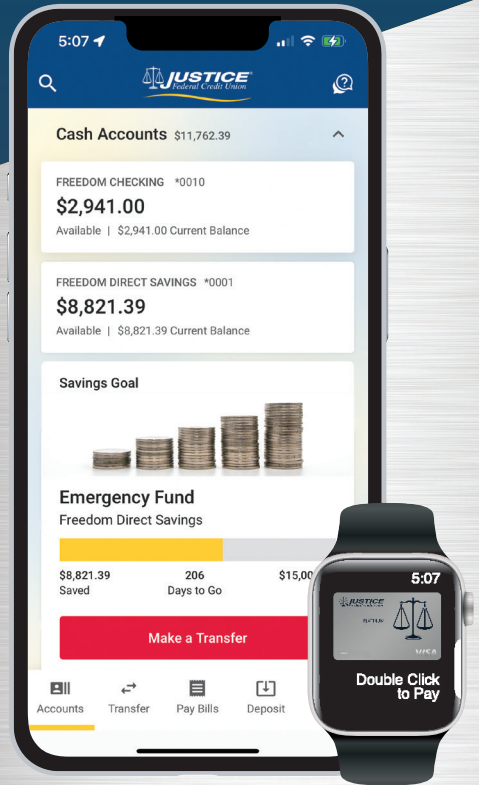 5:07
JUSTICE
Federal Credit Union
Cash Accounts $11,762.39
FREEDOM CHECKING *0010
$2,941.00
Available | $2,941.00 Current Balance
FREEDOM DIRECT SAVINGS *0001
$8,821.39
Available | $8,821.39 Current Balance
Savings Goal
Emergency Fund
Freedom Direct Savings
$8,821.39 206 $15,00
Saved Days to Go
Make a Transfer
Accounts Transfer Pay Bills Deposit
5:07
JUSTICE
VISA
Double Click
to Pay